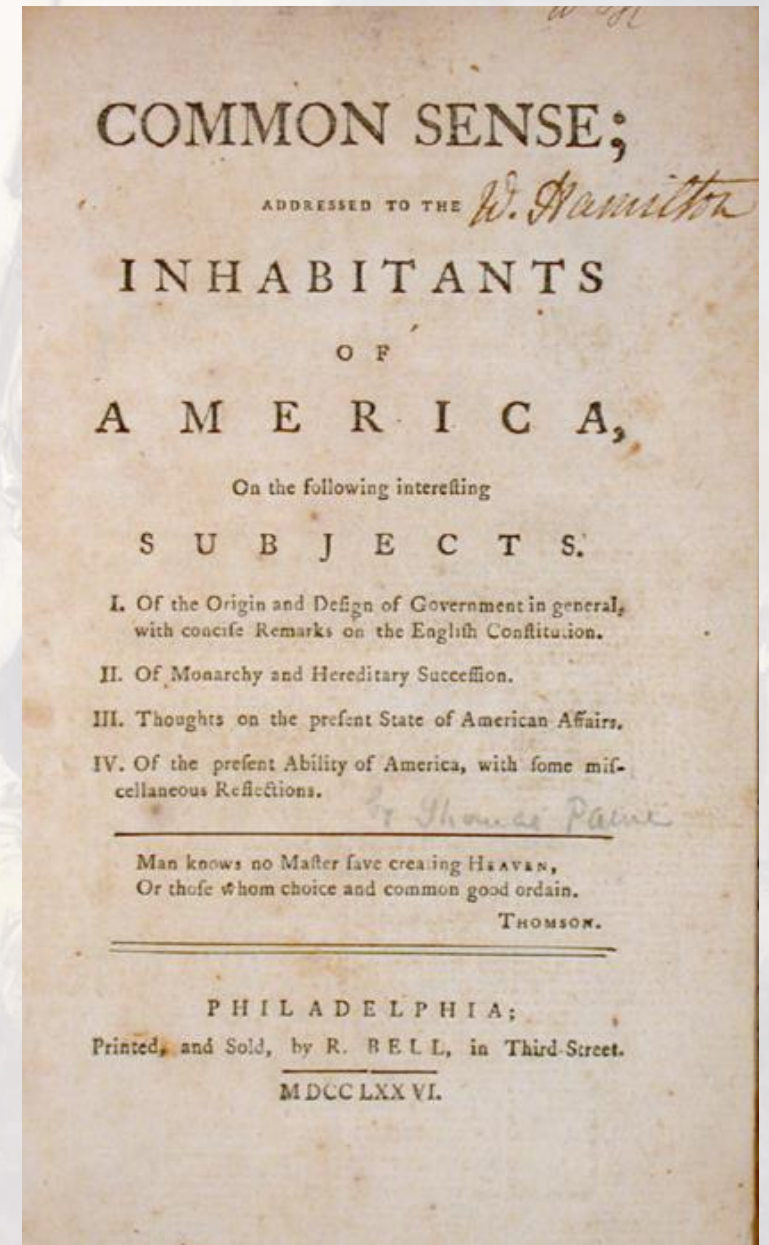 COMMON SENSE;
ADDRESSED TO THE W. Hamilton
INHABITANTS
OF
AMERICA,
On the following intereſting
SUBJECTS.
I. Of the Origin and Deſign of Government in general,
with conciſe Remarks on the Engliſh Conſtitution.
II. Of Monarchy and Hereditary Succeſſion.
III. Thoughts on the preſent State of American Affairs.
IV. Of the preſent Ability of America, with ſome miſ-
cellaneous Reflections.
by Thomas Paine
Man knows no Maſter ſave creating HEAVEN,
Or thoſe whom choice and common good ordain.
THOMSON.
PHILADELPHIA;
Printed, and Sold, by R. BELL, in Third-Street.
MDCCLXXVI.